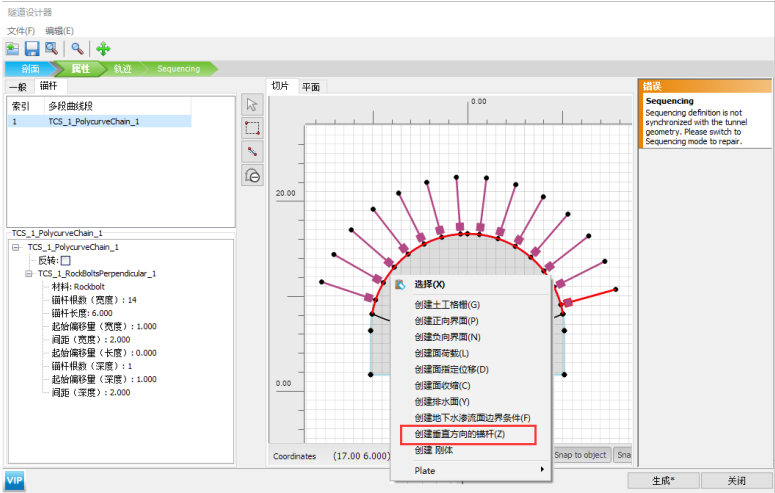 隧道设计器
文件(F) 编辑(E)
剖面 属性 轨迹 Sequencing
一般 锚杆
索引 多段曲线段
1 TCS_1_PolycurveChain_1
TCS_1_PolycurveChain_1
TCS_1_PolycurveChain_1
反转:
TCS_1_RockBoltsPerpendicular_1
材料: Rockbolt
锚杆根数（宽度）: 14
锚杆长度: 6.000
起始偏移量（宽度）: 1.000
间距（宽度）: 2.000
起始偏移量（长度）: 0.000
锚杆根数（深度）: 1
起始偏移量（深度）: 1.000
间距（深度）: 2.000
切片 平面
0.00
20.00
0.00
选择(X)
创建土工格栅(G)
创建正向界面(P)
创建负向界面(N)
创建面荷载(L)
创建面指定位移(D)
创建面收缩(C)
创建排水面(Y)
创建地下水渗流面边界条件(F)
创建垂直方向的锚杆(Z)
创建 刚体
Plate
Coordinates (17.00 6.000)
Snap to object Sna
错误
Sequencing
Sequencing definition is not
synchronized with the tunnel
geometry. Please switch to
Sequencing mode to repair.
VIP
生成* 关闭